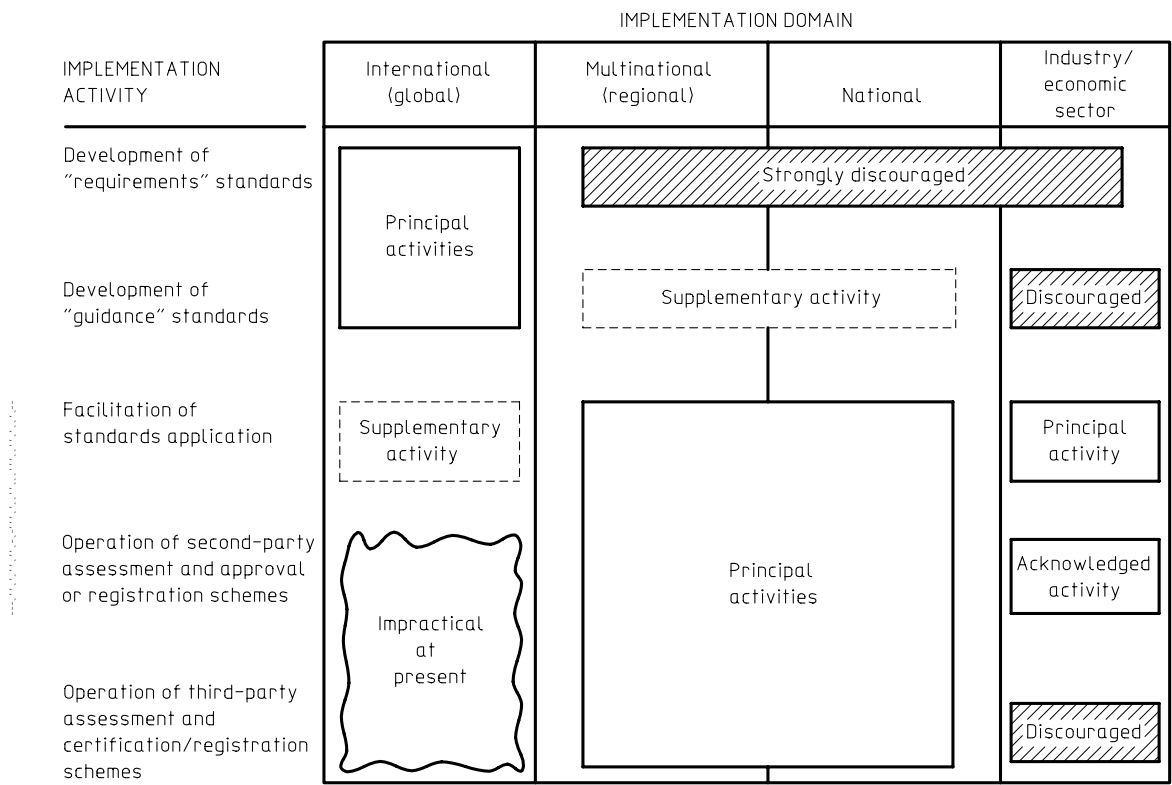 IMPLEMENTATION DOMAIN
IMPLEMENTATION
ACTIVITY
International
(global)
Multinational
(regional)
National
Industry/
economic
sector
Development of
"requirements" standards
Principal
activities
Strongly discouraged
Development of
"guidance" standards
Supplementary activity
Discouraged
Facilitation of
standards application
Supplementary
activity
Principal
activities
Principal
activity
Operation of second-party
assessment and approval
or registration schemes
Impractical
at
present
Acknowledged
activity
Operation of third-party
assessment and
certification/registration
schemes
Discouraged